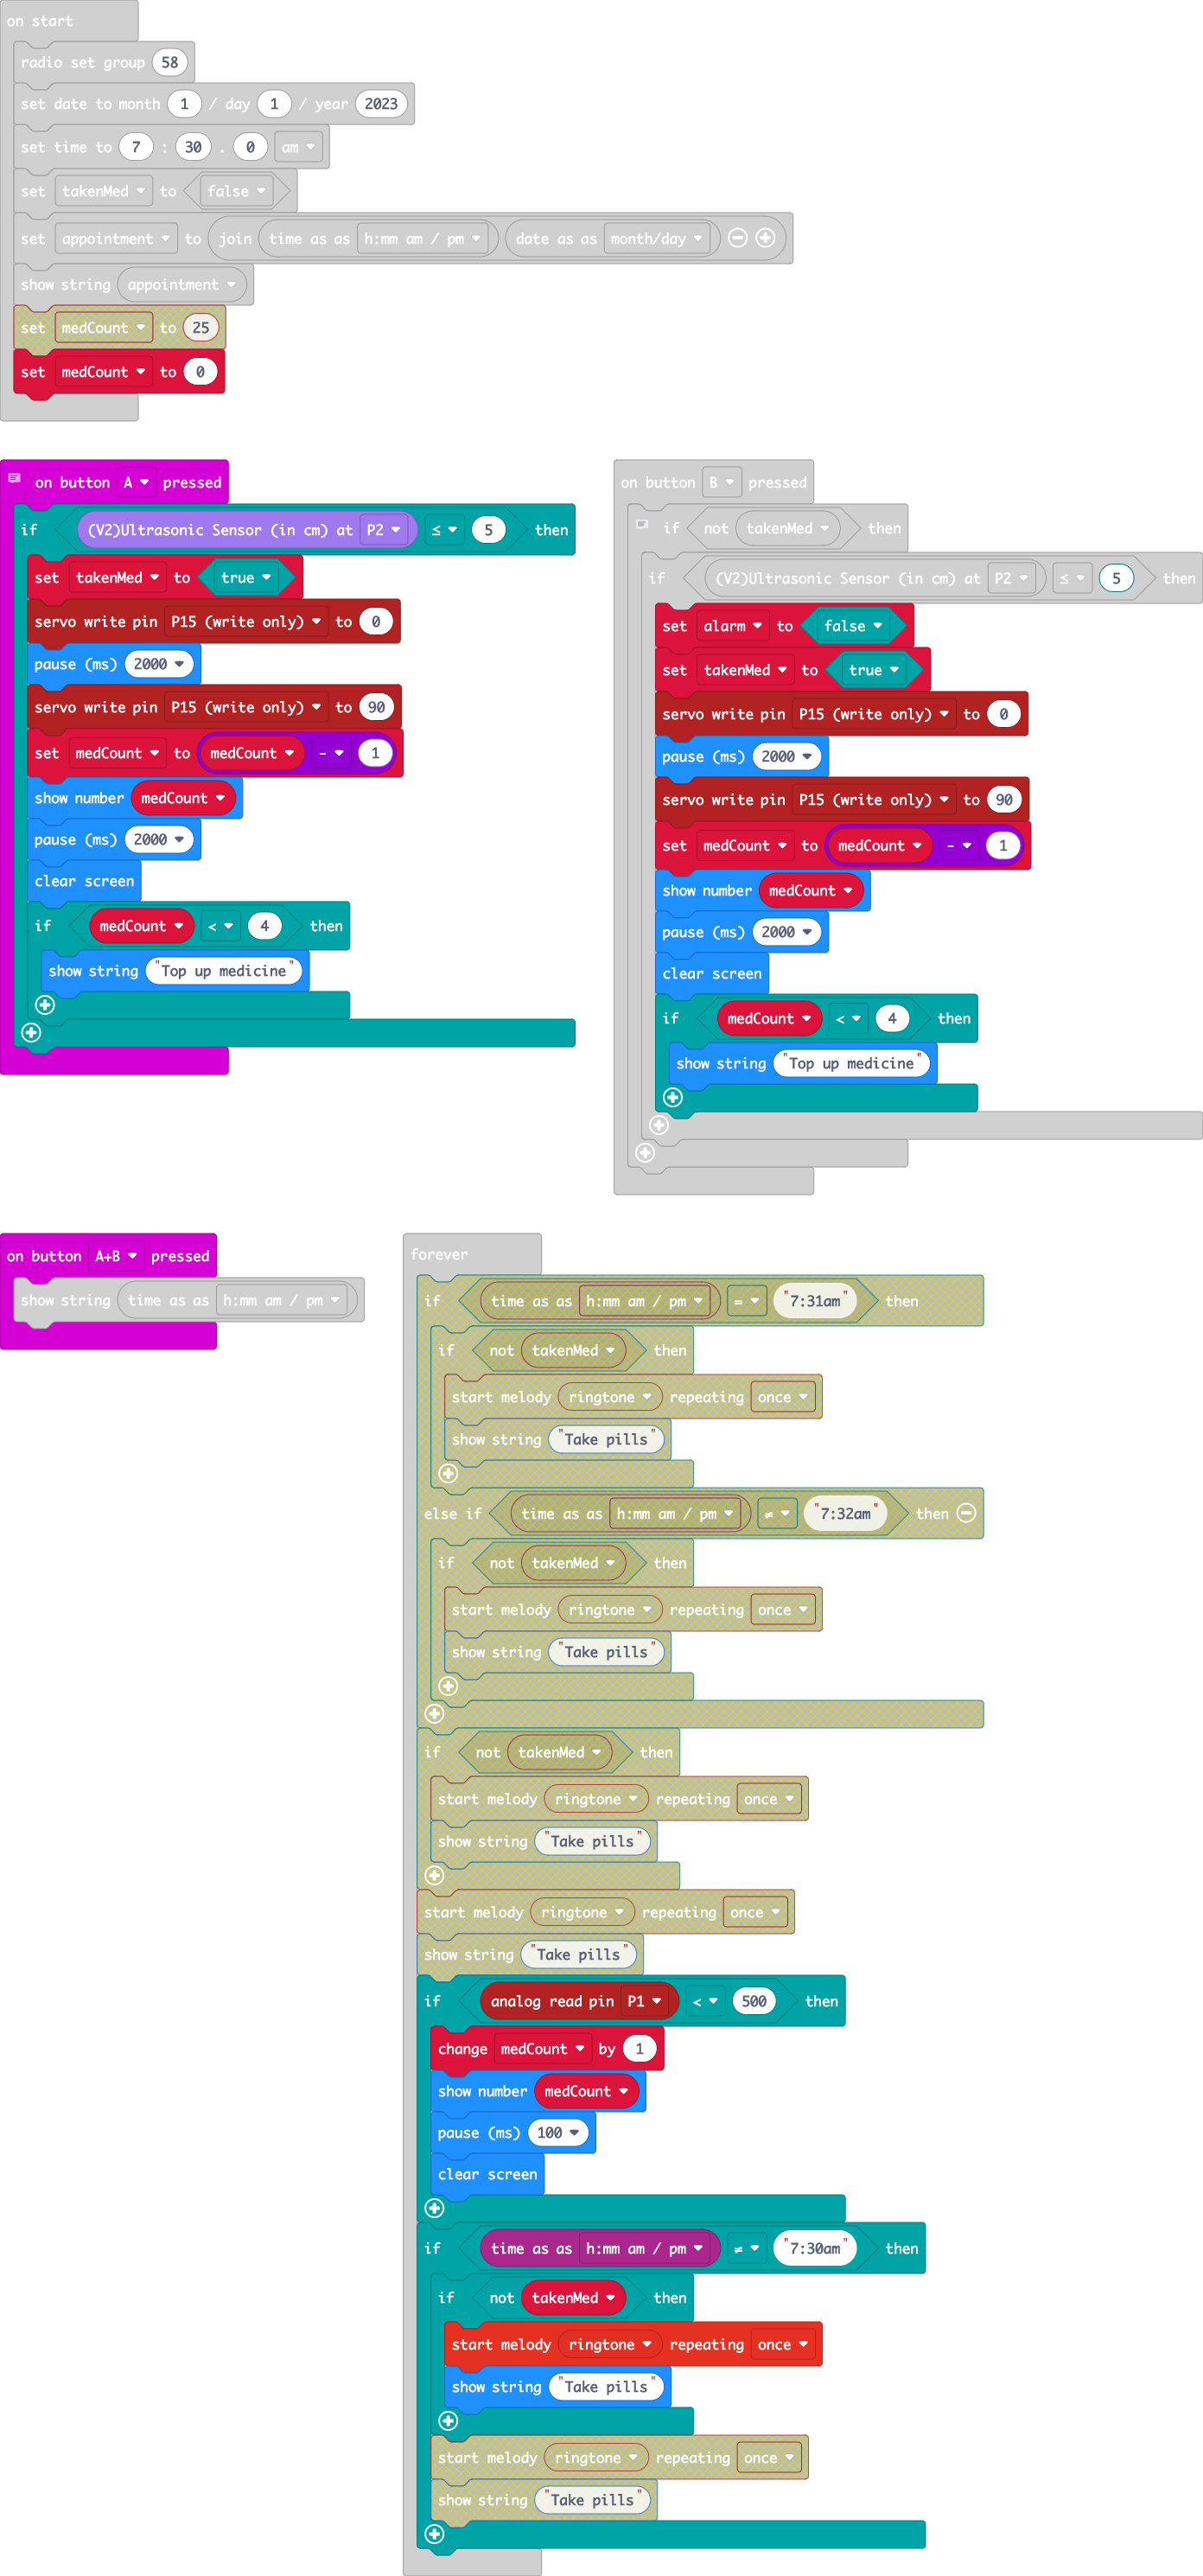 on start
radio set group 58
set date to month 1 / day 1 / year 2023
set time to 7 : 30 . 0 am
set takenMed to false
set appointment to join time as as h:mm am / pm date as as month/day
show string appointment
set medCount to 25
set medCount to 0
on button A pressed
if (V2)Ultrasonic Sensor (in cm) at P2 ≤ 5 then
set takenMed to true
servo write pin P15 (write only) to 0
pause (ms) 2000
servo write pin P15 (write only) to 90
set medCount to medCount - 1
show number medCount
pause (ms) 2000
clear screen
if medCount < 4 then
show string "Top up medicine"
on button B pressed
if not takenMed then
if (V2)Ultrasonic Sensor (in cm) at P2 ≤ 5 then
set alarm to false
set takenMed to true
servo write pin P15 (write only) to 0
pause (ms) 2000
servo write pin P15 (write only) to 90
set medCount to medCount - 1
show number medCount
pause (ms) 2000
clear screen
if medCount < 4 then
show string "Top up medicine"
on button A+B pressed
show string time as as h:mm am / pm
forever
if time as as h:mm am / pm = "7:31am" then
if not takenMed then
start melody ringtone repeating once
show string "Take pills"
else if time as as h:mm am / pm ≠ "7:32am" then
if not takenMed then
start melody ringtone repeating once
show string "Take pills"
if not takenMed then
start melody ringtone repeating once
show string "Take pills"
start melody ringtone repeating once
show string "Take pills"
if analog read pin P1 < 500 then
change medCount by 1
show number medCount
pause (ms) 100
clear screen
if time as as h:mm am / pm ≠ "7:30am" then
if not takenMed then
start melody ringtone repeating once
show string "Take pills"
start melody ringtone repeating once
show string "Take pills"